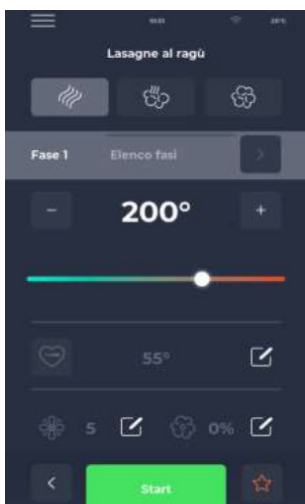 Lasagne al ragù
Fase 1 Elenco fasi
- 200° +
55°
5 0%
Start